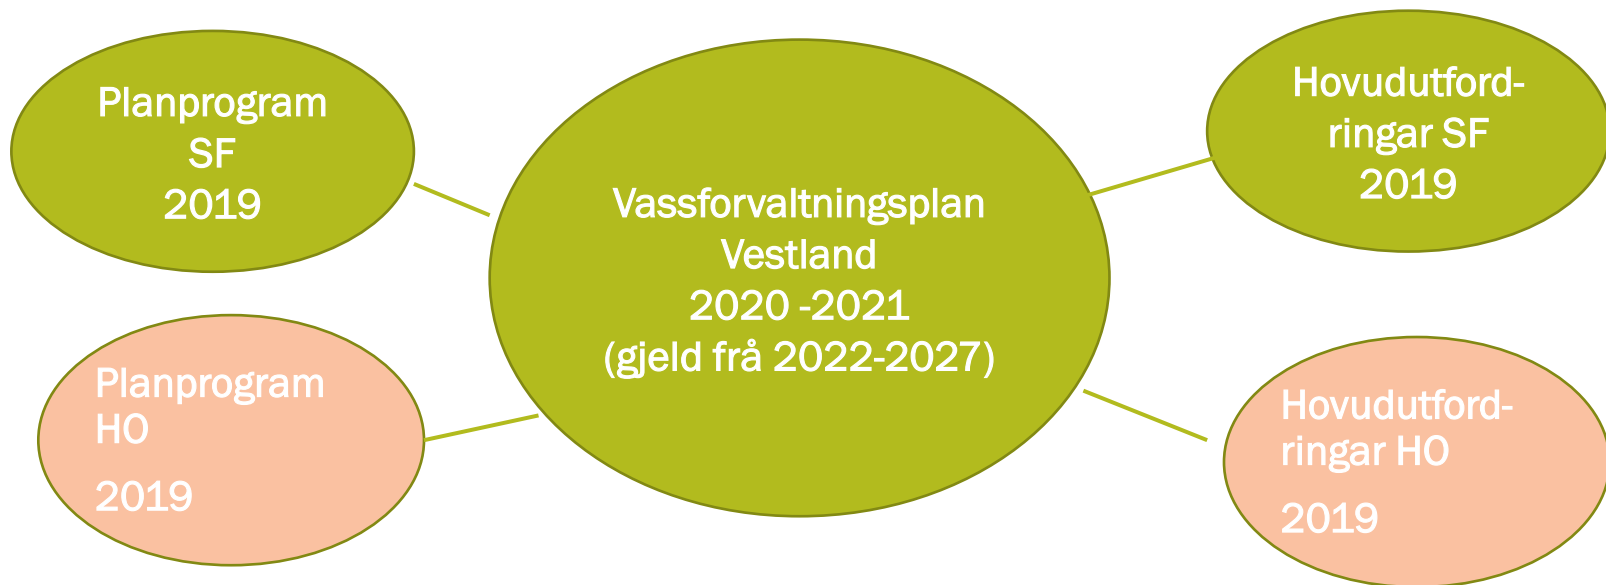 Planprogram
SF
2019
Vassforvaltningsplan
Vestland
2020 -2021
(gjeld frå 2022-2027)
Hovudutford-
ringar SF
2019
Planprogram
HO
2019
Hovudutford-
ringar HO
2019